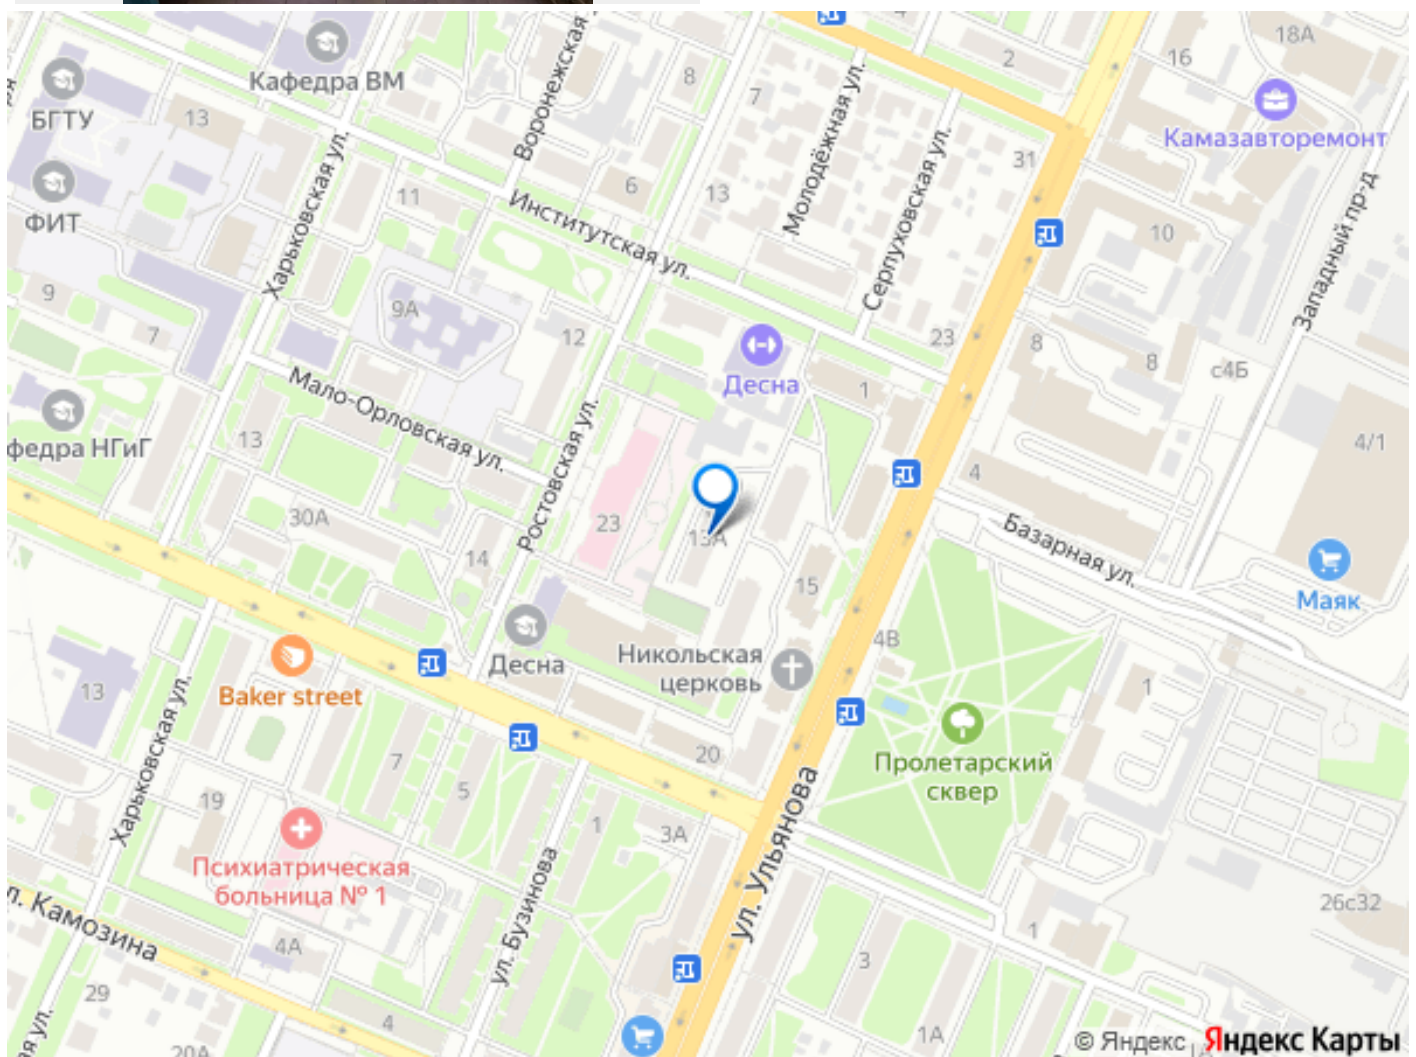 18А
4
2
16
Кафедра ВМ
Воронежская
8
7
Молодёжная ул.
Камазавторемонт
БГТУ
13
Харьковская ул.
Серпуховская ул.
31
Западный пр-д
ФИТ
11
6
13
Институтская ул.
10
9
7
9А
12
23
8
8
с4Б
Десна
1
Мало-Орловская ул.
федра НГиГ
13
Ростовская ул.
4
4/1
30А
23
13А
Базарная ул.
14
15
Маяк
4В
Никольская
церковь
Десна
13
Baker street
1
20
Пролетарский
сквер
Харьковская ул.
7
5
19
1
3А
ул. Ульянова
Психиатрическая
больница № 1
л. Камозина
ул. Бузинова
26с32
4А
3
1
29
4
1А
20А
ая ул.
© Яндекс
Яндекс Карты